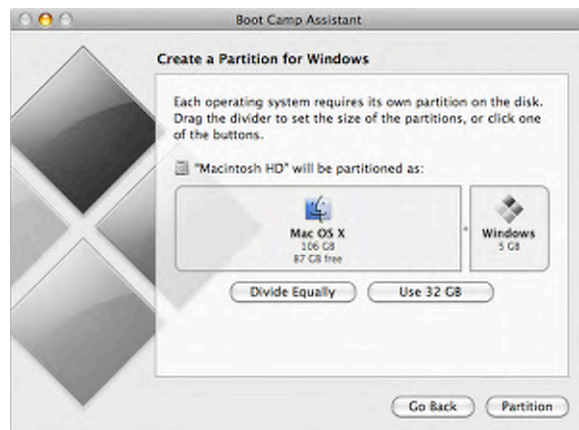 Boot Camp Assistant
Create a Partition for Windows
Each operating system requires its own partition on the disk.
Drag the divider to set the size of the partitions, or click one
of the buttons.
"Macintosh HD" will be partitioned as:
Mac OS X
106 GB
87 GB free
Windows
5 GB
Divide Equally
Use 32 GB
Go Back
Partition